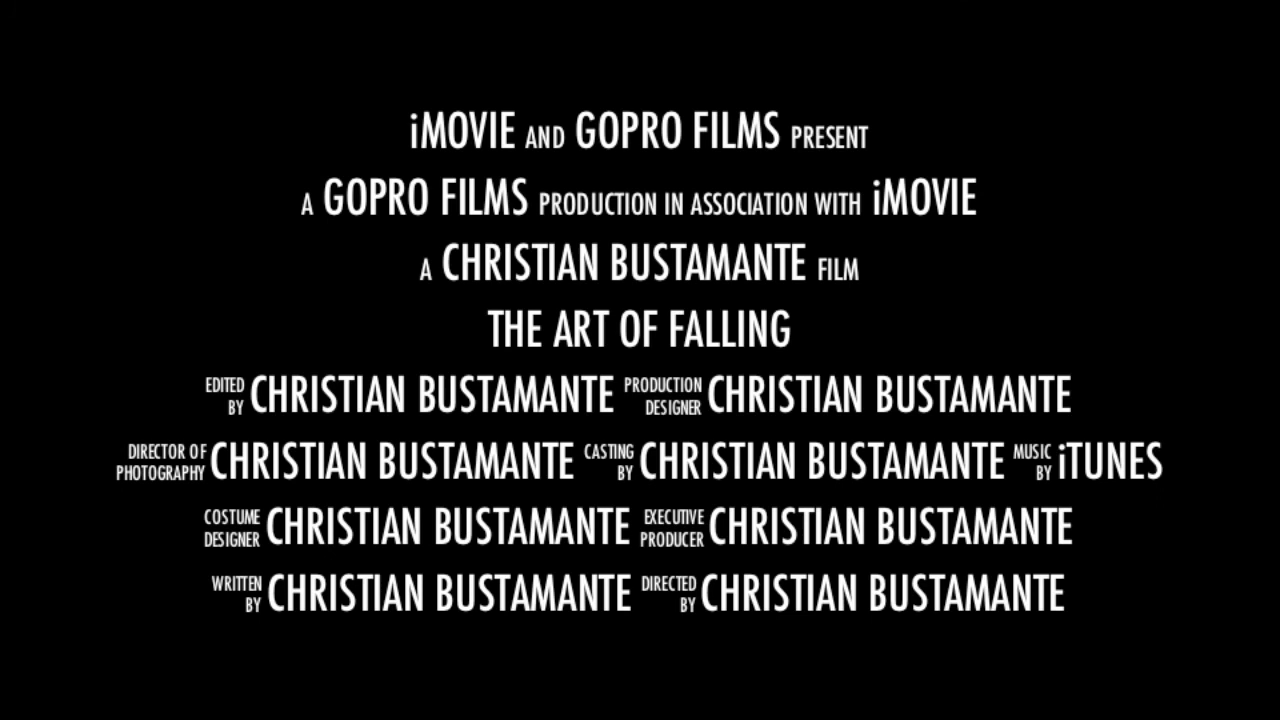 iMOVIE AND GOPRO FILMS PRESENT
A GOPRO FILMS PRODUCTION IN ASSOCIATION WITH iMOVIE
A CHRISTIAN BUSTAMANTE FILM
THE ART OF FALLING
EDITED BY CHRISTIAN BUSTAMANTE PRODUCTION DESIGNER CHRISTIAN BUSTAMANTE
DIRECTOR OF PHOTOGRAPHY CHRISTIAN BUSTAMANTE CASTING BY CHRISTIAN BUSTAMANTE MUSIC BY iTUNES
COSTUME DESIGNER CHRISTIAN BUSTAMANTE EXECUTIVE PRODUCER CHRISTIAN BUSTAMANTE
WRITTEN BY CHRISTIAN BUSTAMANTE DIRECTED BY CHRISTIAN BUSTAMANTE